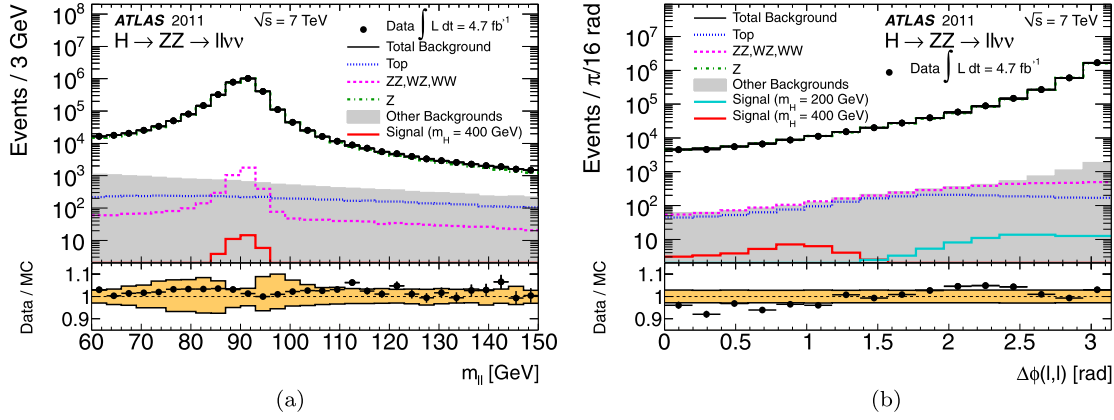 Events / 3 GeV
10⁸
10⁷
10⁶
10⁵
10⁴
10³
10²
10
ATLAS 2011
√s = 7 TeV
H → ZZ → llνν
Data ∫ L dt = 4.7 fb⁻¹
Total Background
Top
ZZ,WZ,WW
Z
Other Backgrounds
Signal (m_H = 400 GeV)
Data / MC
1.1
1
0.9
60 70 80 90 100 110 120 130 140 150
m_ll [GeV]
(a)
Events / π/16 rad
10⁸
10⁷
10⁶
10⁵
10⁴
10³
10²
10
Total Background
Top
ZZ,WZ,WW
Z
Other Backgrounds
Signal (m_H = 200 GeV)
Signal (m_H = 400 GeV)
ATLAS 2011
√s = 7 TeV
H → ZZ → llνν
Data ∫ L dt = 4.7 fb⁻¹
Data / MC
1.1
1
0.9
0 0.5 1 1.5 2 2.5 3
Δϕ(l,l) [rad]
(b)